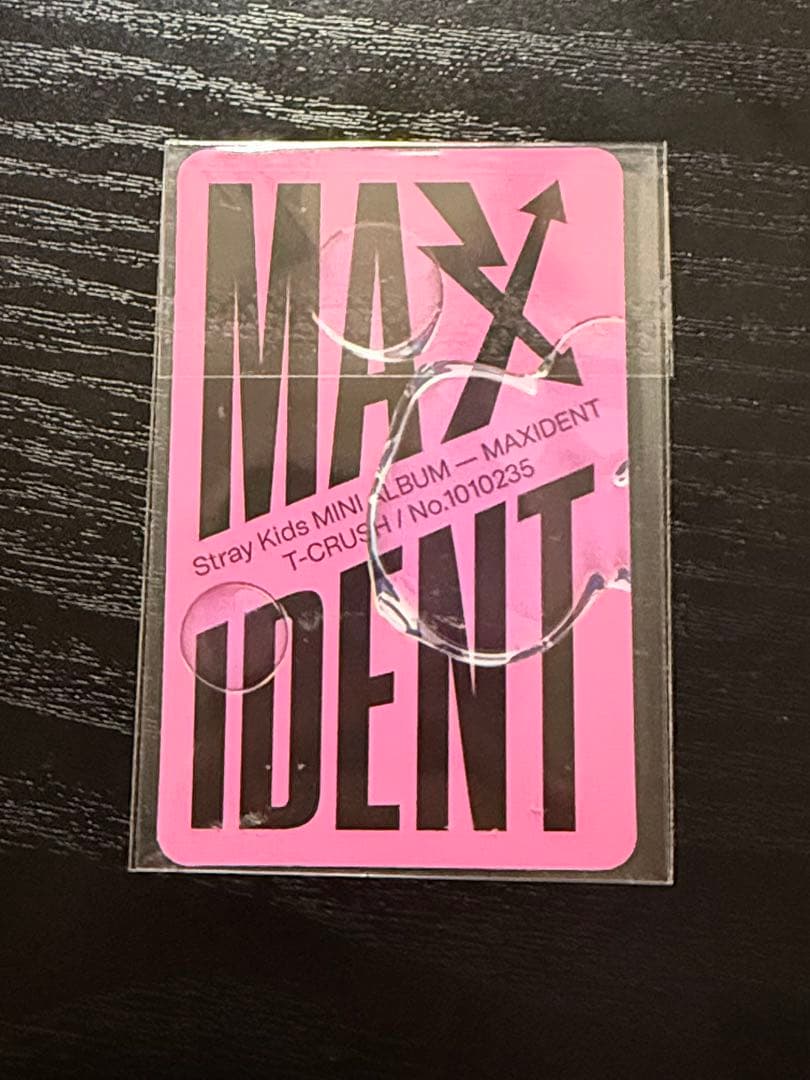 MAX
Stray Kids MINI ALBUM — MAXIDENT
T-CRUSH / No.1010235
IDENT